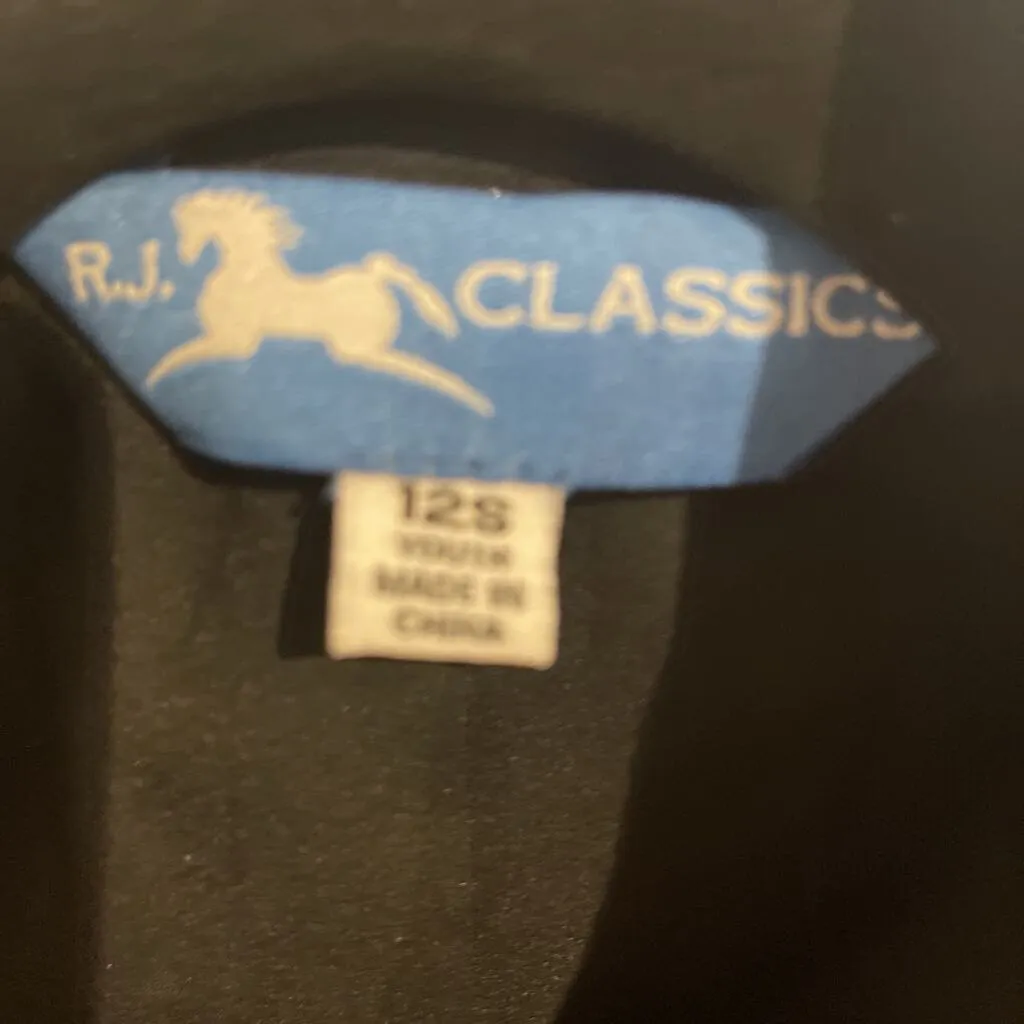 R.J. CLASSICS
12S
YOUTH
MADE IN
CHINA